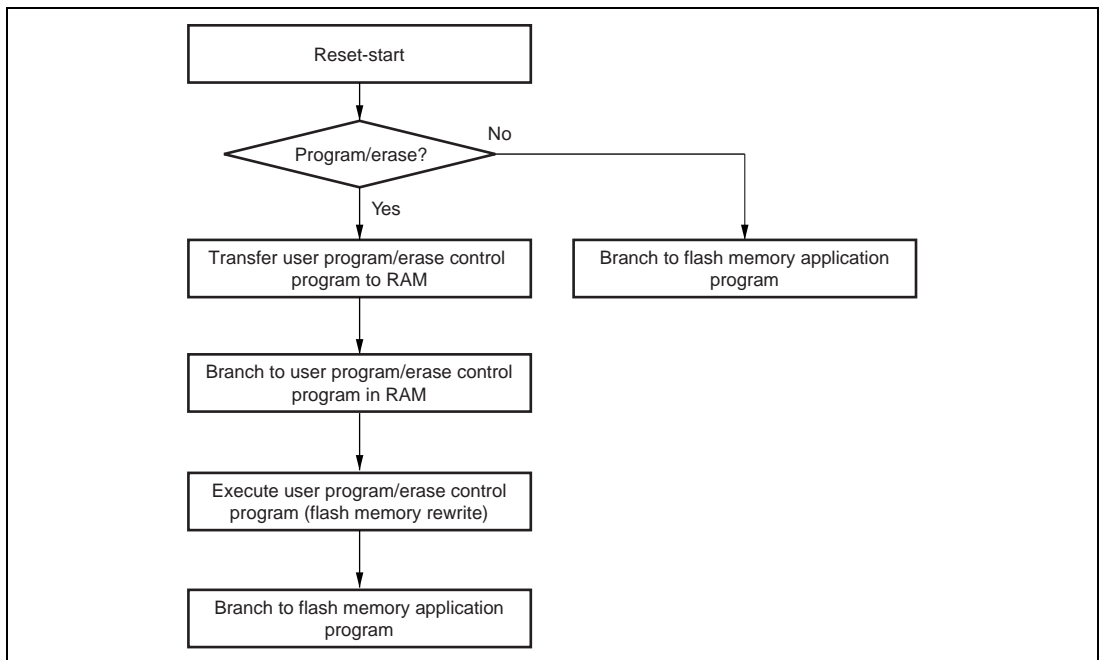 Reset-start
Program/erase?
No
Yes
Transfer user program/erase control
program to RAM
Branch to flash memory application
program
Branch to user program/erase control
program in RAM
Execute user program/erase control
program (flash memory rewrite)
Branch to flash memory application
program